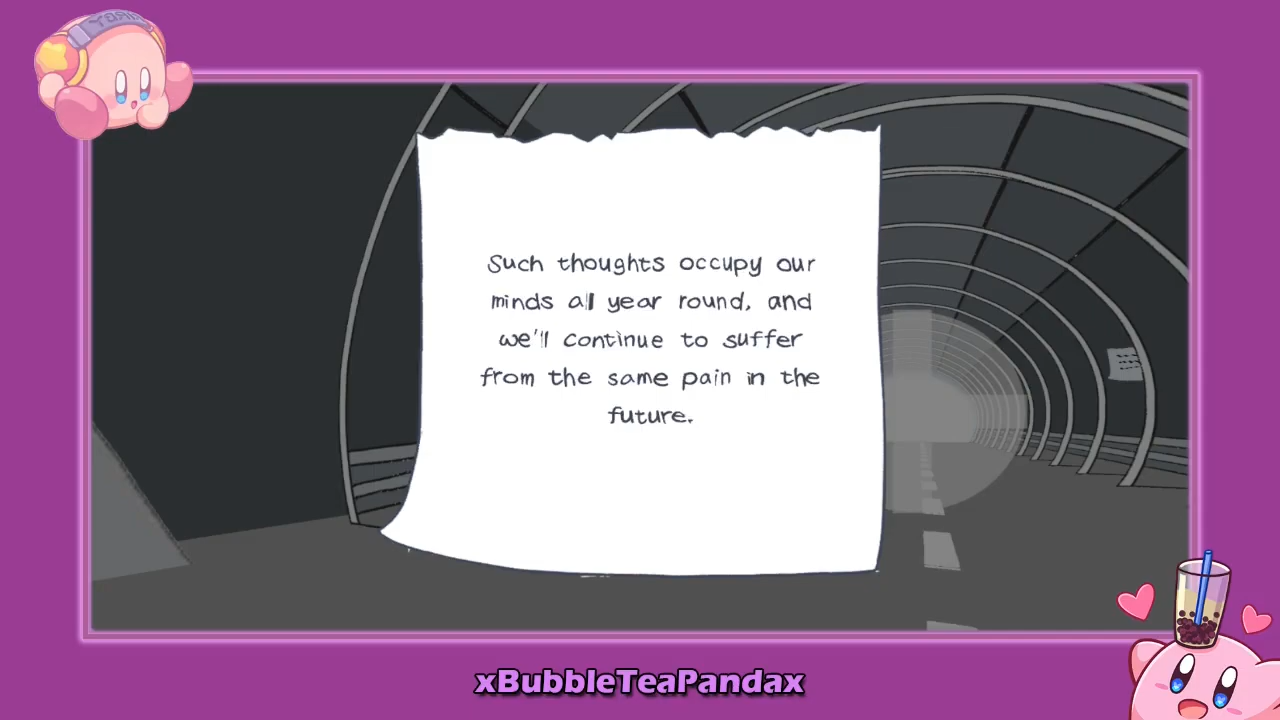 Such thoughts occupy our
minds all year round, and
we'll continue to suffer
from the same pain in the
future.
xBubbleTeaPandax